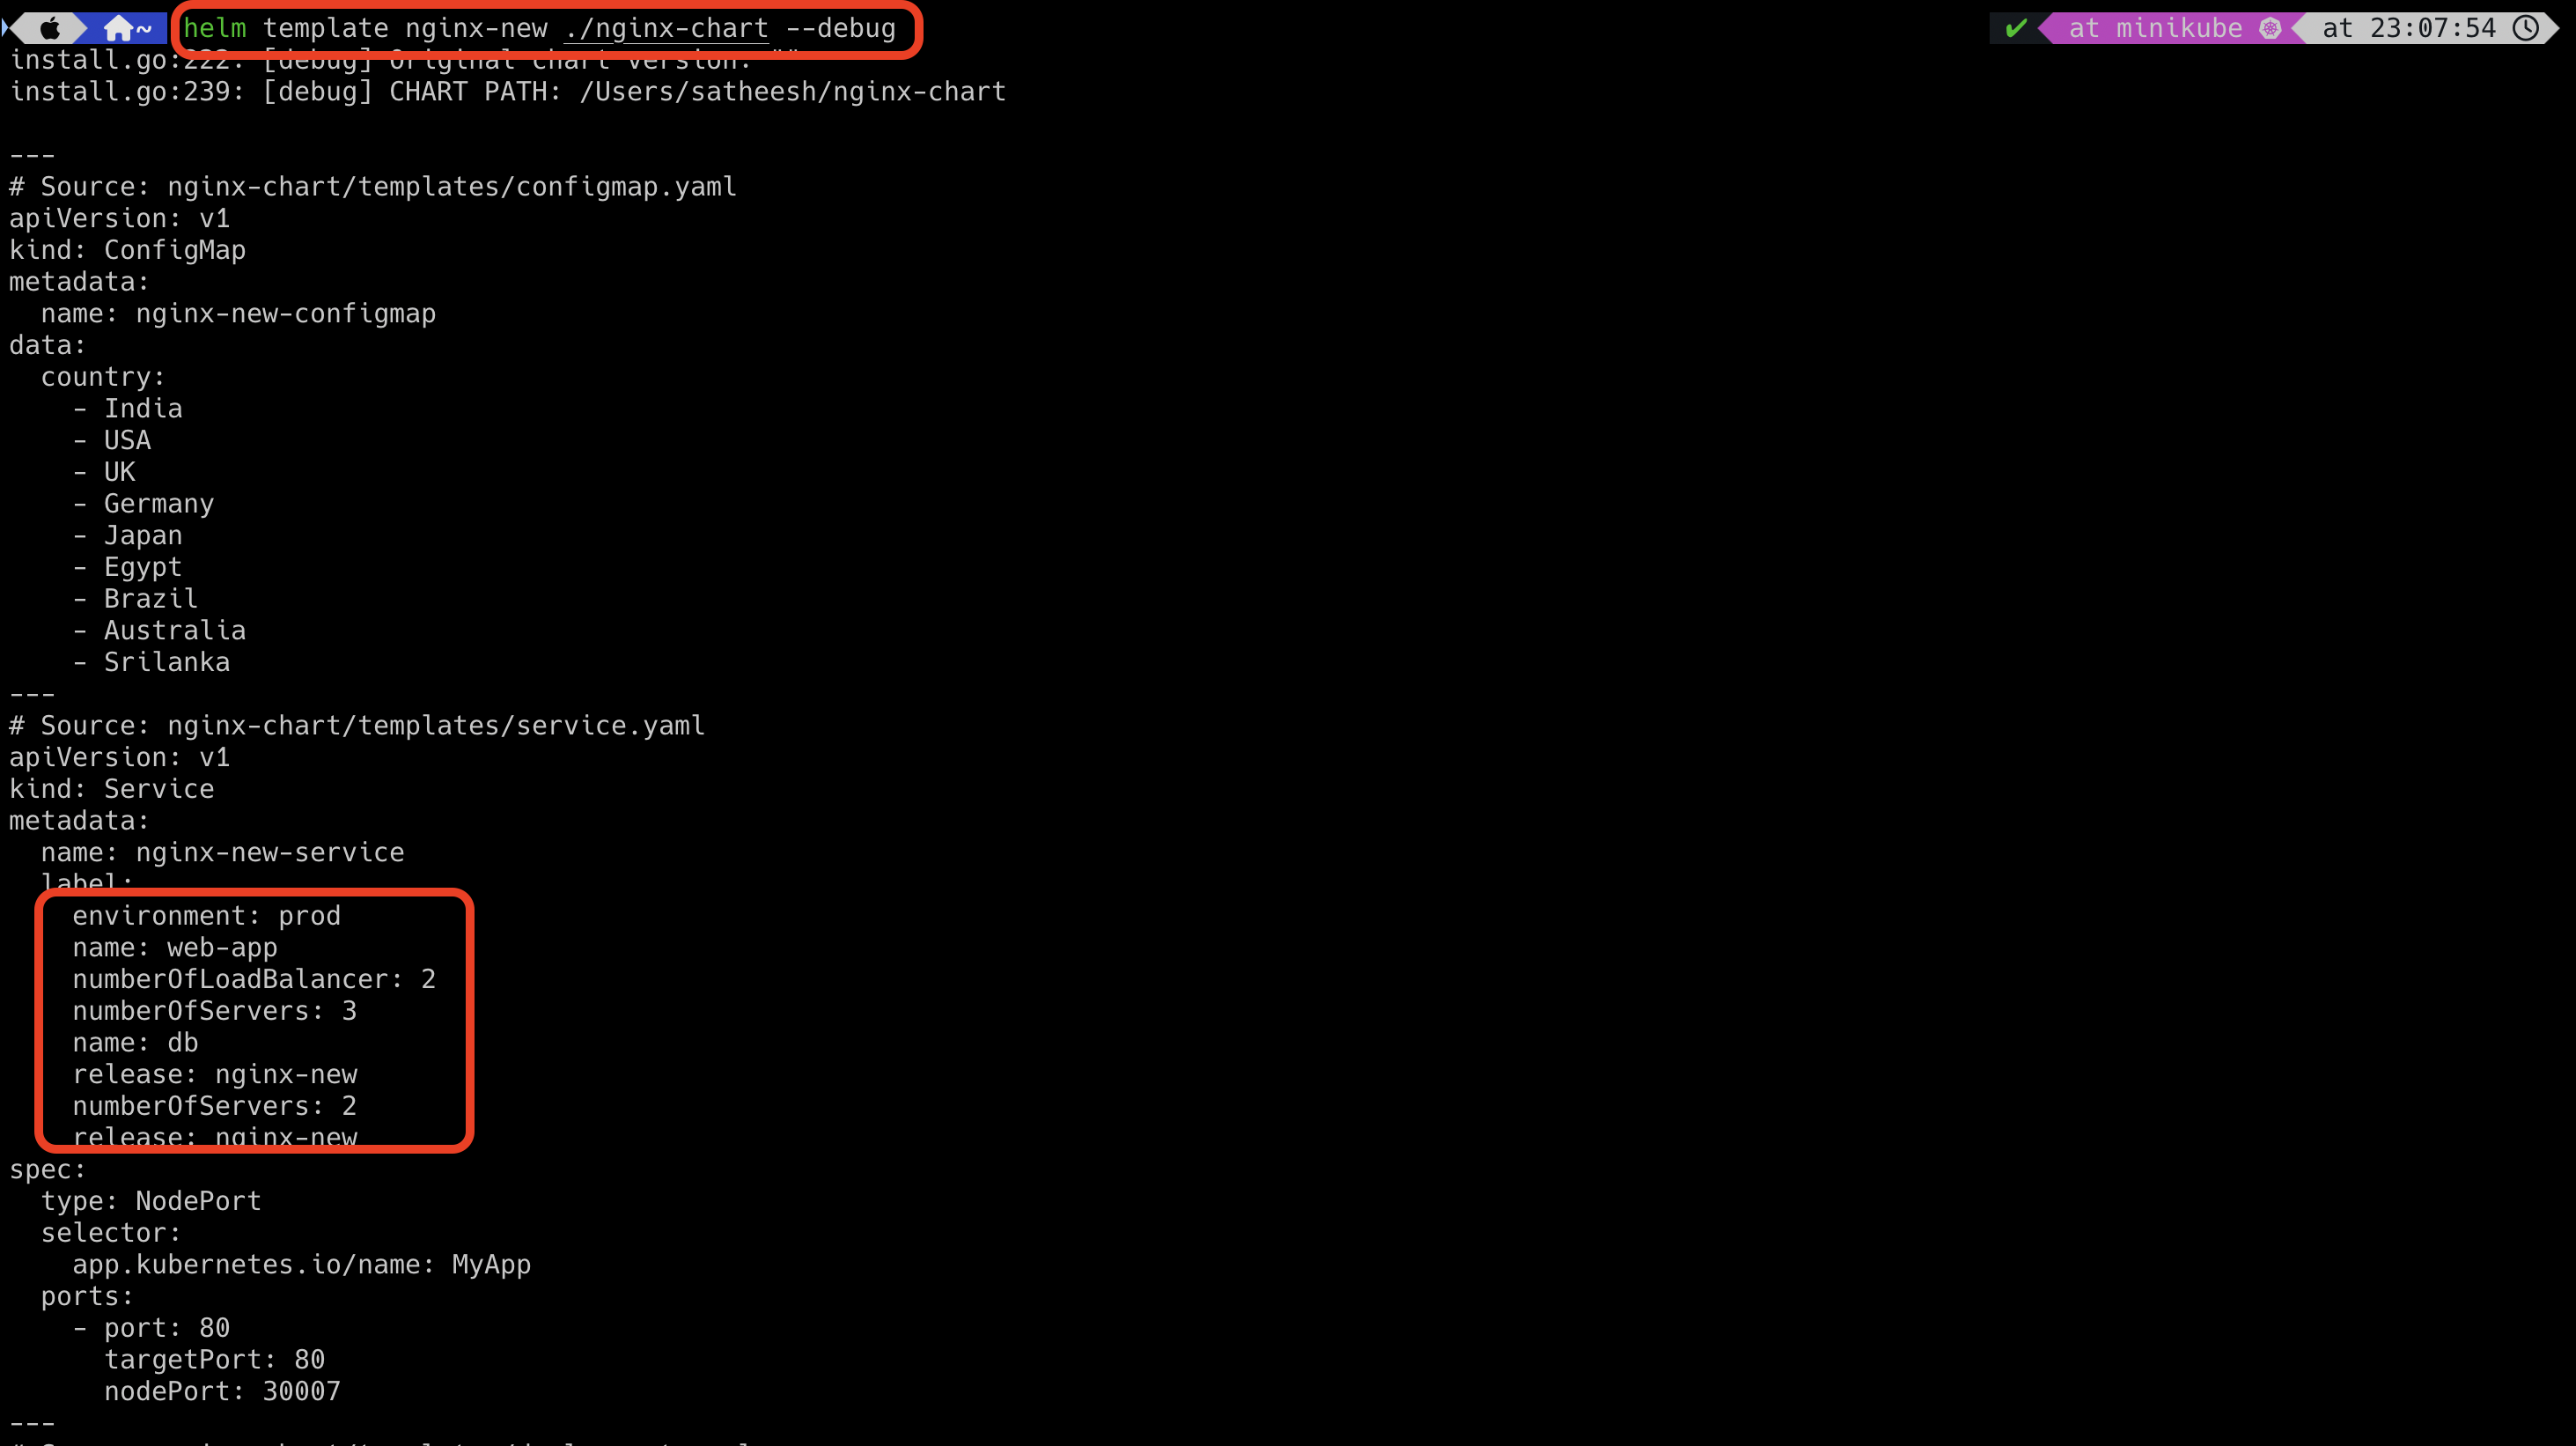 ~ helm template nginx-new ./nginx-chart --debug ✔ at minikube at 23:07:54
install.go:222: [debug] Original chart version: ""
install.go:239: [debug] CHART PATH: /Users/satheesh/nginx-chart
---
# Source: nginx-chart/templates/configmap.yaml
apiVersion: v1
kind: ConfigMap
metadata:
  name: nginx-new-configmap
data:
  country:
    - India
    - USA
    - UK
    - Germany
    - Japan
    - Egypt
    - Brazil
    - Australia
    - Srilanka
---
# Source: nginx-chart/templates/service.yaml
apiVersion: v1
kind: Service
metadata:
  name: nginx-new-service
  label:
    environment: prod
    name: web-app
    numberOfLoadBalancer: 2
    numberOfServers: 3
    name: db
    release: nginx-new
    numberOfServers: 2
    release: nginx-new
spec:
  type: NodePort
  selector:
    app.kubernetes.io/name: MyApp
  ports:
    - port: 80
      targetPort: 80
      nodePort: 30007
---